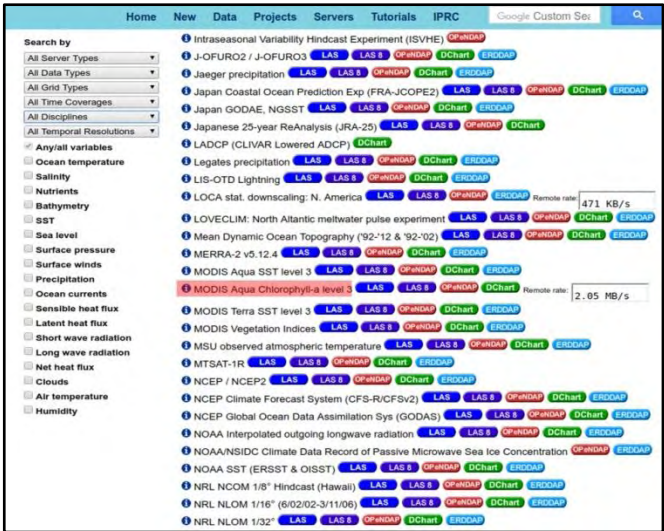 Home New Data Projects Servers Tutorials IPRC Google Custom Sea
Search by
All Server Types
All Data Types
All Grid Types
All Time Coverages
All Disciplines
All Temporal Resolutions
Any/all variables
Ocean temperature
Salinity
Nutrients
Bathymetry
SST
Sea level
Surface pressure
Surface winds
Precipitation
Ocean currents
Sensible heat flux
Latent heat flux
Short wave radiation
Long wave radiation
Net heat flux
Clouds
Air temperature
Humidity
Intraseasonal Variability Hindcast Experiment (ISVHE) OPeNDAP
J-OFURO2 / J-OFURO3 LAS LAS 8 OPeNDAP DChart ERDDAP
Jaeger precipitation LAS LAS 8 OPeNDAP DChart ERDDAP
Japan Coastal Ocean Prediction Exp (FRA-JCOPE2) LAS LAS 8 OPeNDAP DChart ERDDAP
Japan GODAE, NGSST LAS LAS 8 OPeNDAP DChart ERDDAP
Japanese 25-year ReAnalysis (JRA-25) LAS LAS 8 OPeNDAP DChart
LADCP (CLIVAR Lowered ADCP) DChart
Legates precipitation LAS LAS 8 OPeNDAP DChart ERDDAP
LIS-OTD Lightning LAS LAS 8 OPeNDAP DChart ERDDAP
LOCA stat. downscaling: N. America LAS LAS 8 OPeNDAP ERDDAP Remote rate: 471 KB/s
LOVECLIM: North Altantic meltwater pulse experiment LAS LAS 8 OPeNDAP DChart ERDDAP
Mean Dynamic Ocean Topography ('92-'12 & '92-'02) LAS LAS 8 OPeNDAP DChart ERDDAP
MERRA-2 v5.12.4 LAS LAS 8 OPeNDAP DChart ERDDAP
MODIS Aqua SST level 3 LAS LAS 8 OPeNDAP DChart ERDDAP
MODIS Aqua Chlorophyll-a level 3 LAS LAS 8 OPeNDAP DChart Remote rate: 2.05 MB/s
MODIS Terra SST level 3 LAS LAS 8 OPeNDAP DChart ERDDAP
MODIS Vegetation Indices LAS LAS 8 OPeNDAP DChart ERDDAP
MSU observed atmospheric temperature LAS LAS 8 OPeNDAP DChart ERDDAP
MTSAT-1R LAS LAS 8 OPeNDAP DChart ERDDAP
NCEP / NCEP2 LAS LAS 8 OPeNDAP DChart ERDDAP
NCEP Climate Forecast System (CFS-R/CFSv2) LAS LAS 8 OPeNDAP DChart ERDDAP
NCEP Global Ocean Data Assimilation Sys (GODAS) LAS LAS 8 OPeNDAP DChart ERDDAP
NOAA Interpolated outgoing longwave radiation LAS LAS 8 OPeNDAP DChart ERDDAP
NOAA/NSIDC Climate Data Record of Passive Microwave Sea Ice Concentration OPeNDAP ERDDAP
NOAA SST (ERSST & OISST) LAS LAS 8 OPeNDAP DChart ERDDAP
NRL NCOM 1/8° Hindcast (Hawaii) LAS LAS 8 OPeNDAP DChart ERDDAP
NRL NLOM 1/16° (6/02/02-3/11/06) LAS LAS 8 OPeNDAP DChart ERDDAP
NRL NLOM 1/32° LAS LAS 8 OPeNDAP DChart ERDDAP